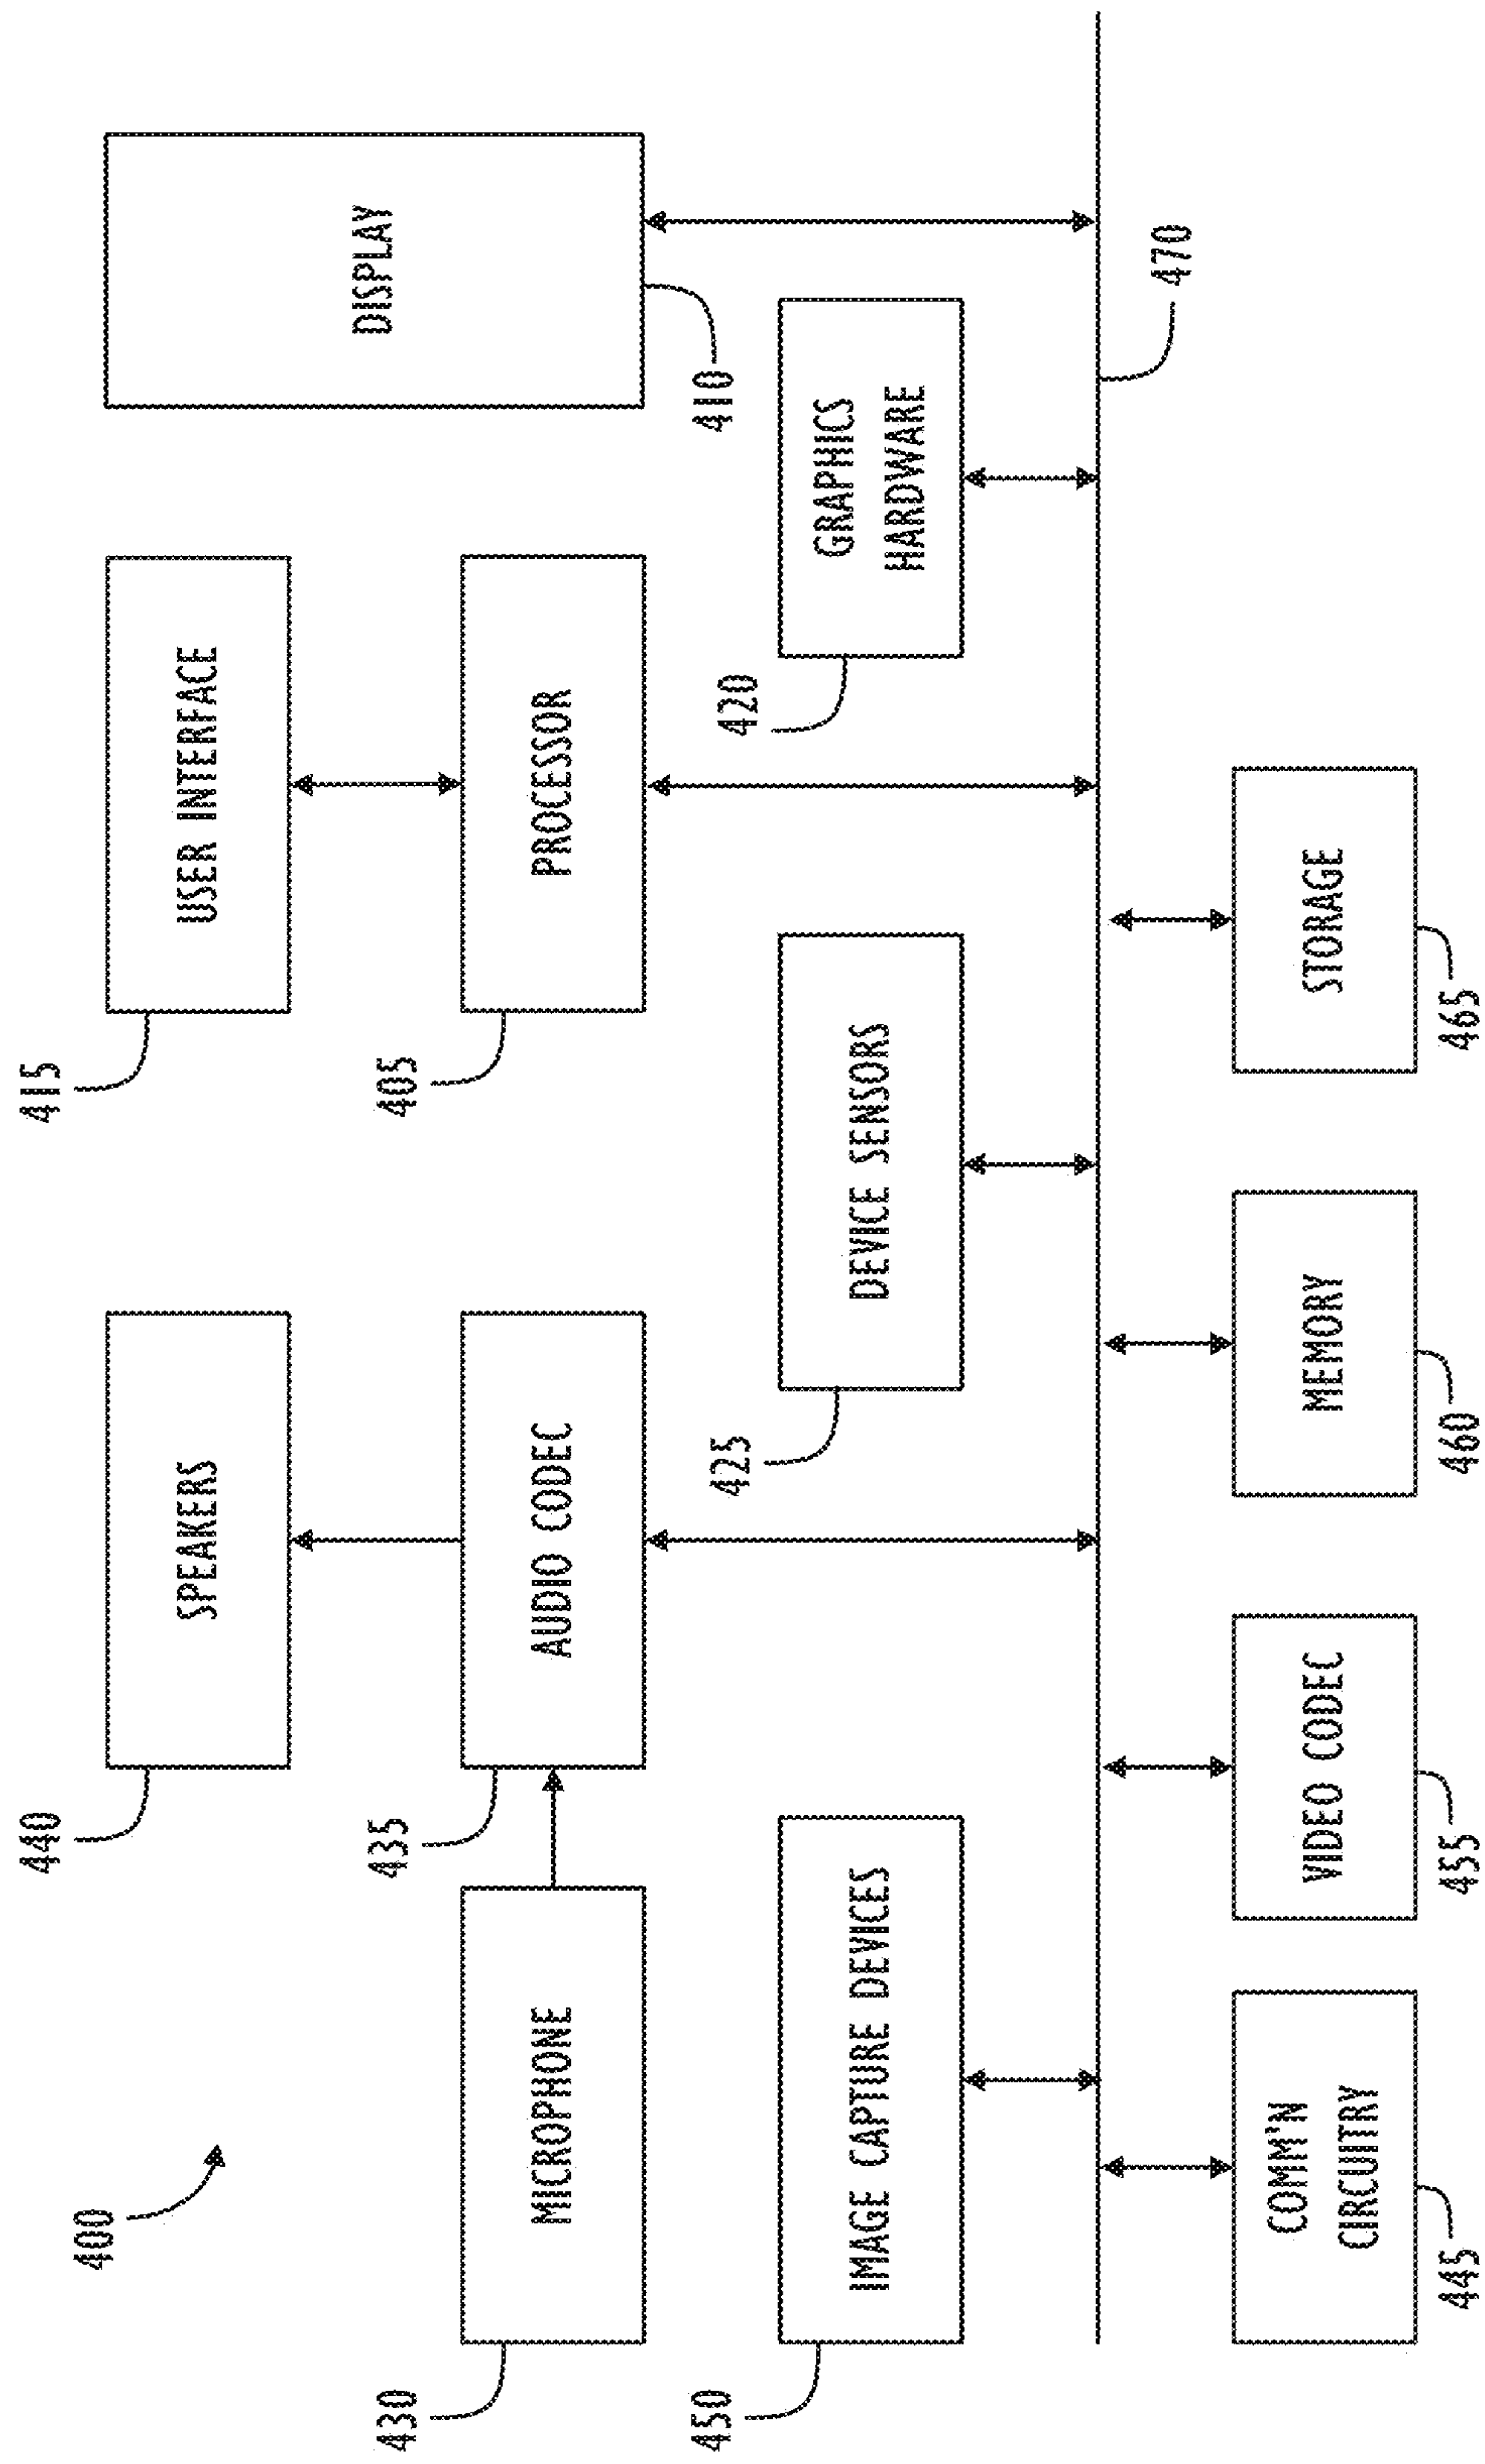 400
440
SPEAKERS
415
USER INTERFACE
DISPLAY
430
MICROPHONE
435
AUDIO CODEC
405
PROCESSOR
410
450
IMAGE CAPTURE DEVICES
425
DEVICE SENSORS
420
GRAPHICS
HARDWARE
470
COMM'N
CIRCUITRY
VIDEO CODEC
MEMORY
STORAGE
445
455
460
465